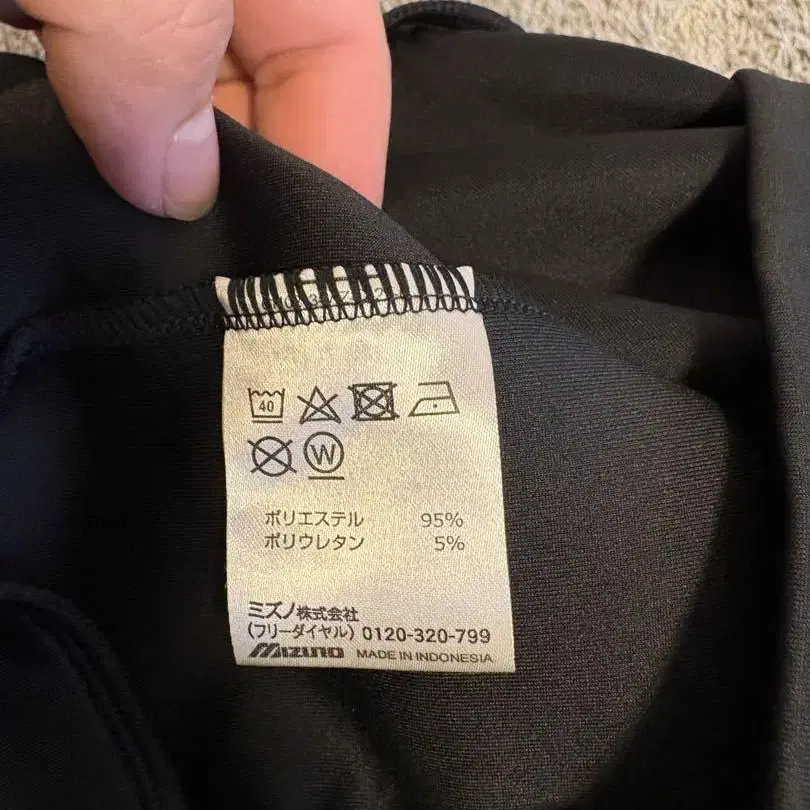 40
W
ポリエステル 95%
ポリウレタン 5%
ミズノ株式会社
(フリーダイヤル) 0120-320-799
MIZUNO MADE IN INDONESIA